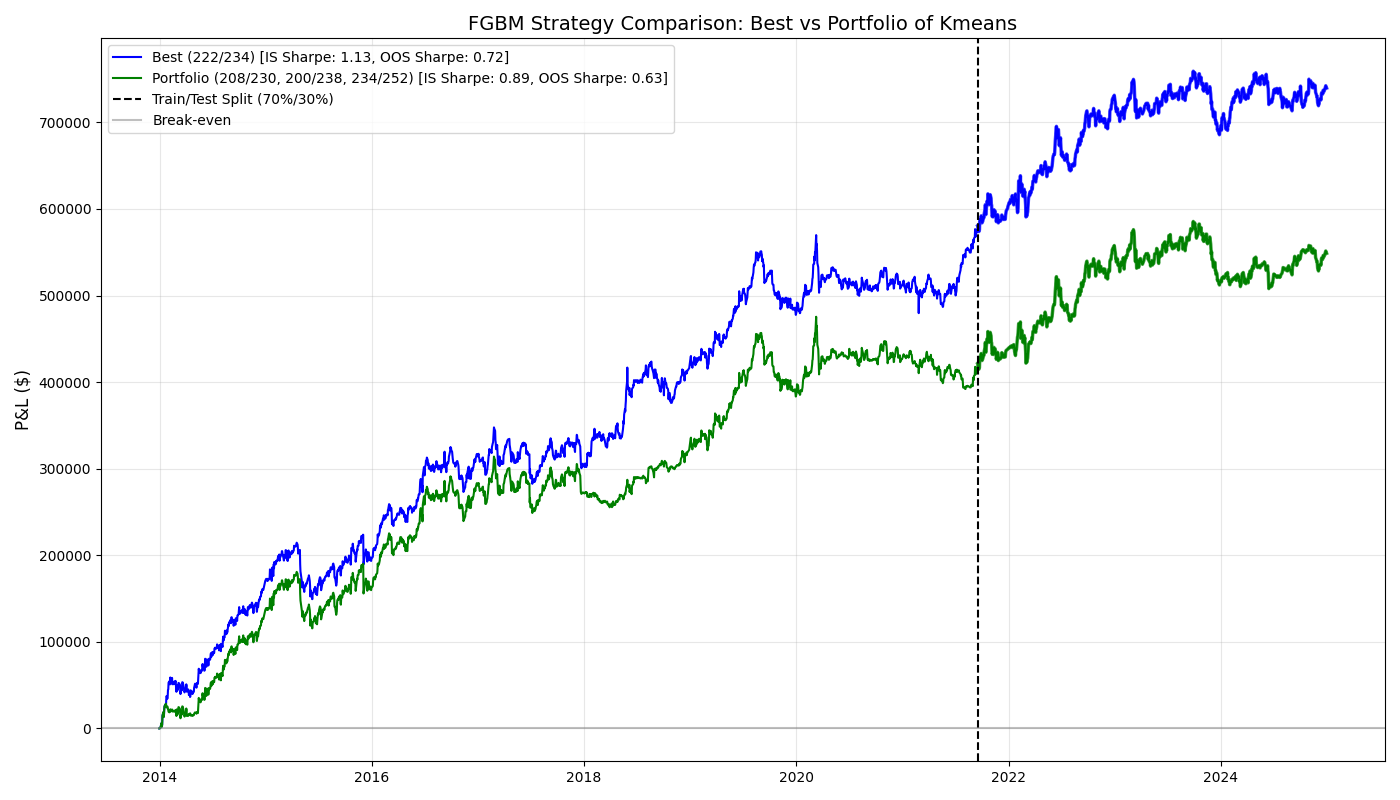 FGBM Strategy Comparison: Best vs Portfolio of Kmeans
Best (222/234) [IS Sharpe: 1.13, OOS Sharpe: 0.72]
Portfolio (208/230, 200/238, 234/252) [IS Sharpe: 0.89, OOS Sharpe: 0.63]
Train/Test Split (70%/30%)
Break-even
P&L ($)
700000
600000
500000
400000
300000
200000
100000
0
2014 2016 2018 2020 2022 2024